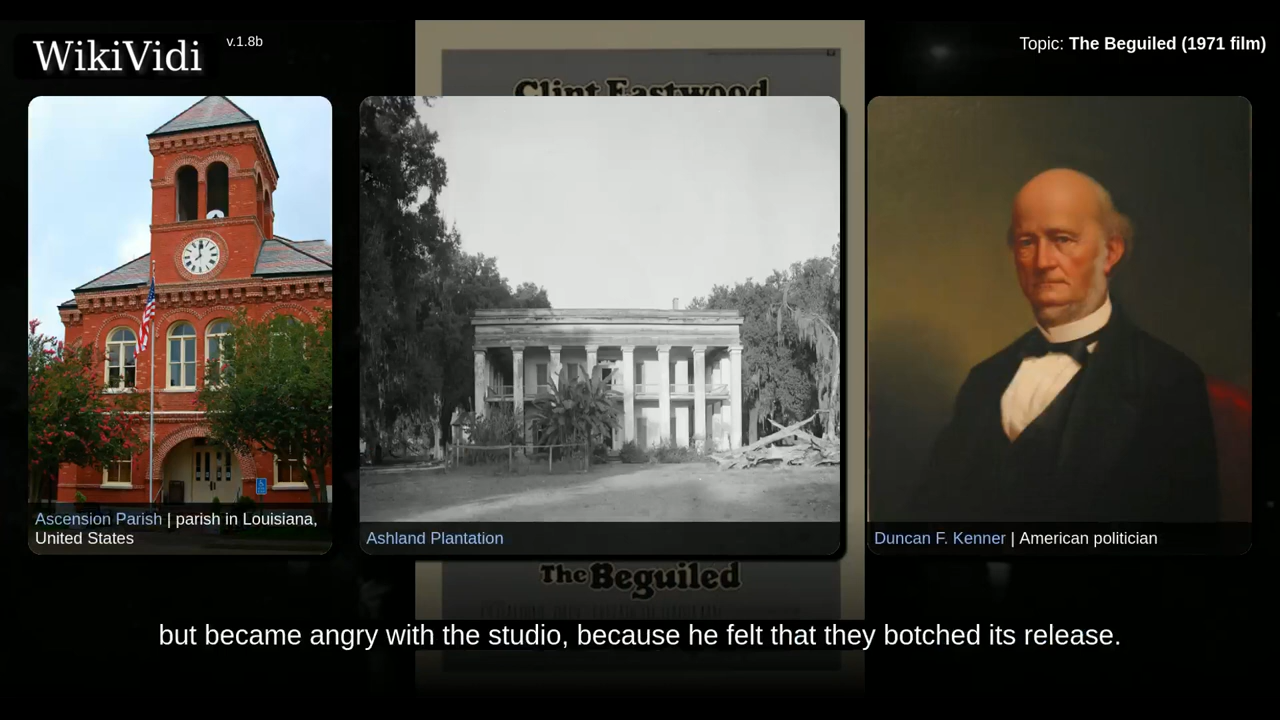 WikiVidi
v.1.8b
Topic: The Beguiled (1971 film)
Clint Eastwood
Ascension Parish | parish in Louisiana,
United States
Ashland Plantation
Duncan F. Kenner | American politician
The Beguiled
but became angry with the studio, because he felt that they botched its release.